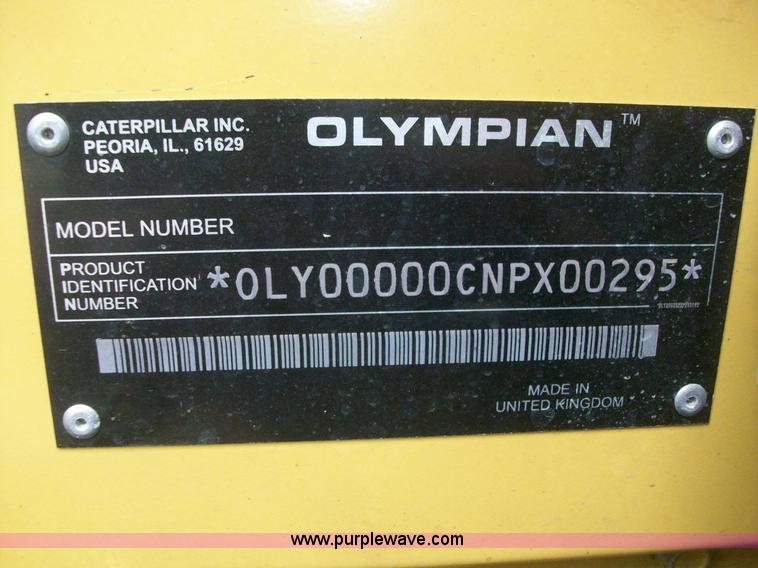 CATERPILLAR INC.
PEORIA, IL., 61629
USA
OLYMPIAN™
MODEL NUMBER
PRODUCT
IDENTIFICATION
NUMBER
*OLY00000CNPX00295*
MADE IN
UNITED KINGDOM
www.purplewave.com